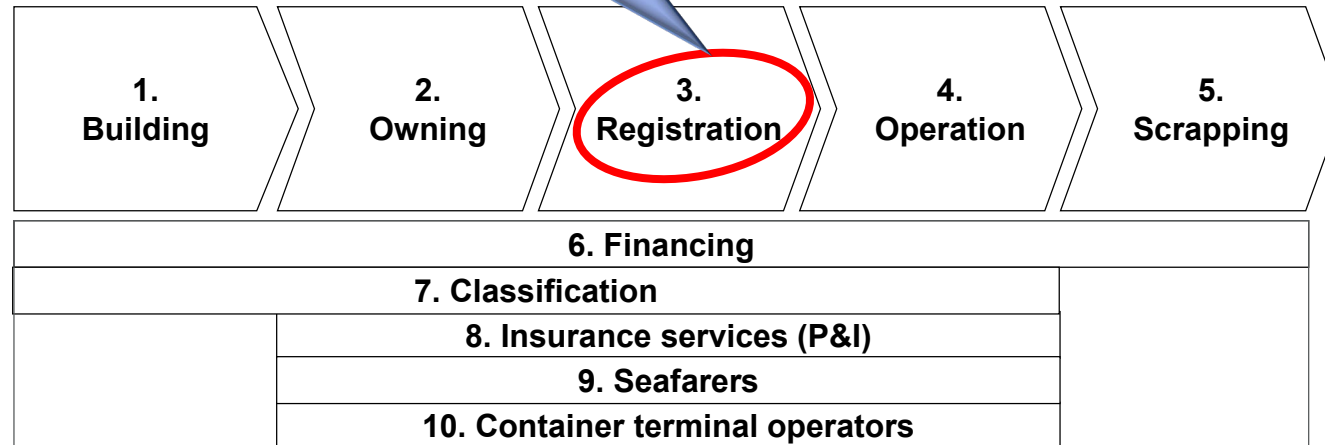 1.
Building
2.
Owning
3.
Registration
4.
Operation
5.
Scrapping
6. Financing
7. Classification
8. Insurance services (P&I)
9. Seafarers
10. Container terminal operators